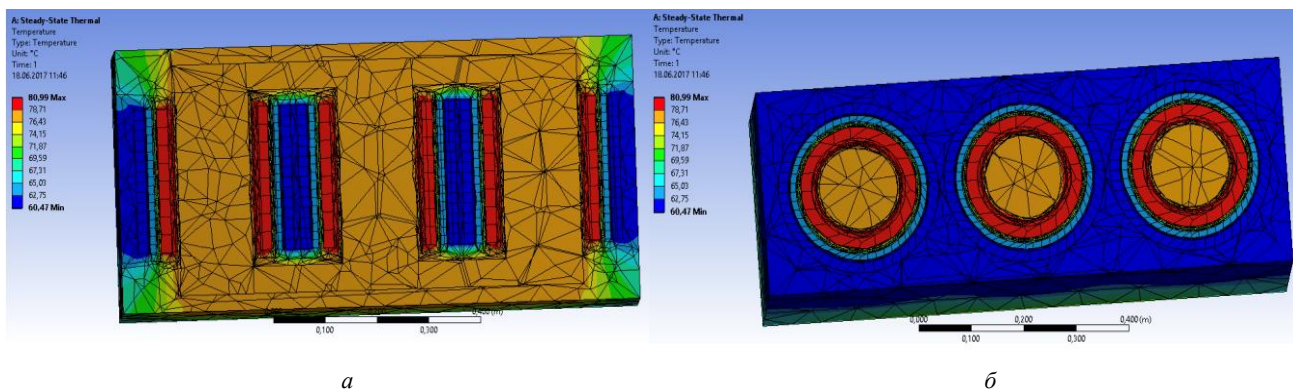 A: Steady-State Thermal
Temperature
Type: Temperature
Unit: °C
Time: 1
18.06.2017 11:46
80,99 Max
78,71
76,43
74,15
71,87
69,59
67,31
65,03
62,75
60,47 Min
0,400 (m)
0,100
0,300
A: Steady-State Thermal
Temperature
Type: Temperature
Unit: °C
Time: 1
18.06.2017 11:46
80,99 Max
78,71
76,43
74,15
71,87
69,59
67,31
65,03
62,75
60,47 Min
0,000
0,200
0,400 (m)
0,100
0,300
а
б